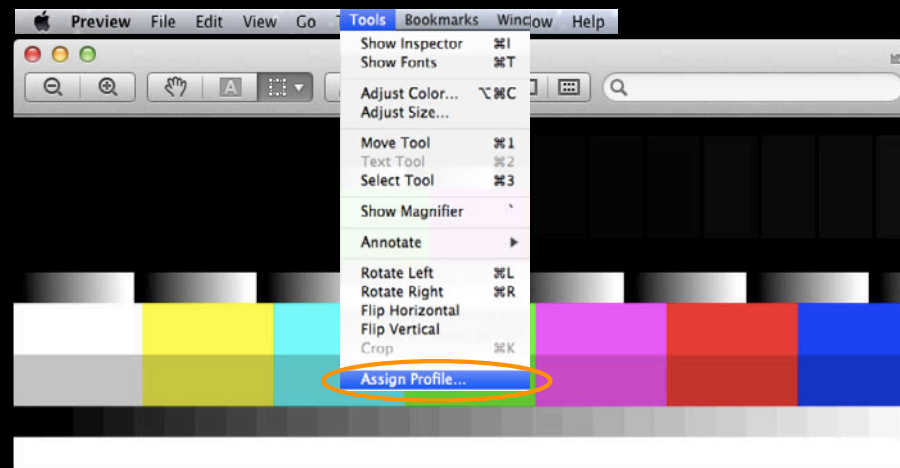 Preview File Edit View Go Tools Bookmarks Window Help
Show Inspector ⌘I
Show Fonts ⌘T
A
Adjust Color... ⌥⌘C
Adjust Size...
Move Tool ⌘1
Text Tool ⌘2
Select Tool ⌘3
Show Magnifier `
Annotate ▶
Rotate Left ⌘L
Rotate Right ⌘R
Flip Horizontal
Flip Vertical
Crop ⌘K
Assign Profile...